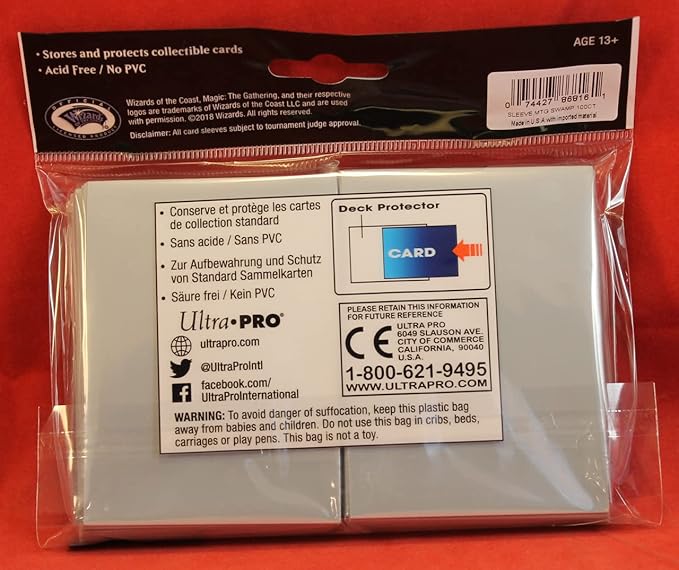 • Stores and protects collectible cards
• Acid Free / No PVC
AGE 13+
OFFICIAL
Wizards
LICENSED PRODUCT
Wizards of the Coast, Magic: The Gathering, and their respective
logos are trademarks of Wizards of the Coast LLC and are used
with permission. ©2018 Wizards. All rights reserved.
Disclaimer: All card sleeves subject to tournament judge approval.
0 74427 86816 1
SLEEVE MTG SWAMP 100CT.
Made in U.S.A with imported material
• Conserve et protège les cartes
de collection standard
• Sans acide / Sans PVC
• Zur Aufbewahrung und Schutz
von Standard Sammelkarten
• Säure frei / Kein PVC
Ultra•PRO®
ultrapro.com
@UltraProIntl
facebook.com/
UltraProInternational
Deck Protector
CARD
PLEASE RETAIN THIS INFORMATION
FOR FUTURE REFERENCE
CE
ULTRA PRO
6049 SLAUSON AVE.
CITY OF COMMERCE
CALIFORNIA, 90040
U.S.A.
1-800-621-9495
WWW.ULTRAPRO.COM
WARNING: To avoid danger of suffocation, keep this plastic bag
away from babies and children. Do not use this bag in cribs, beds,
carriages or play pens. This bag is not a toy.